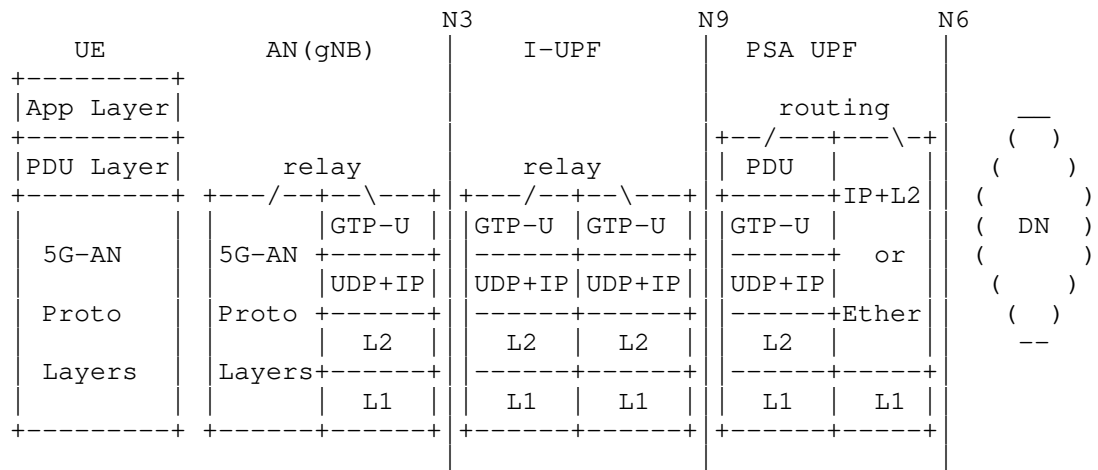 N3 N9 N6
UE AN(gNB) I-UPF PSA UPF
App Layer routing
PDU Layer relay relay PDU
IP+L2
GTP-U GTP-U GTP-U GTP-U DN
5G-AN 5G-AN or
UDP+IP UDP+IP UDP+IP UDP+IP
Proto Proto Ether
L2 L2 L2 L2
Layers Layers
L1 L1 L1 L1 L1